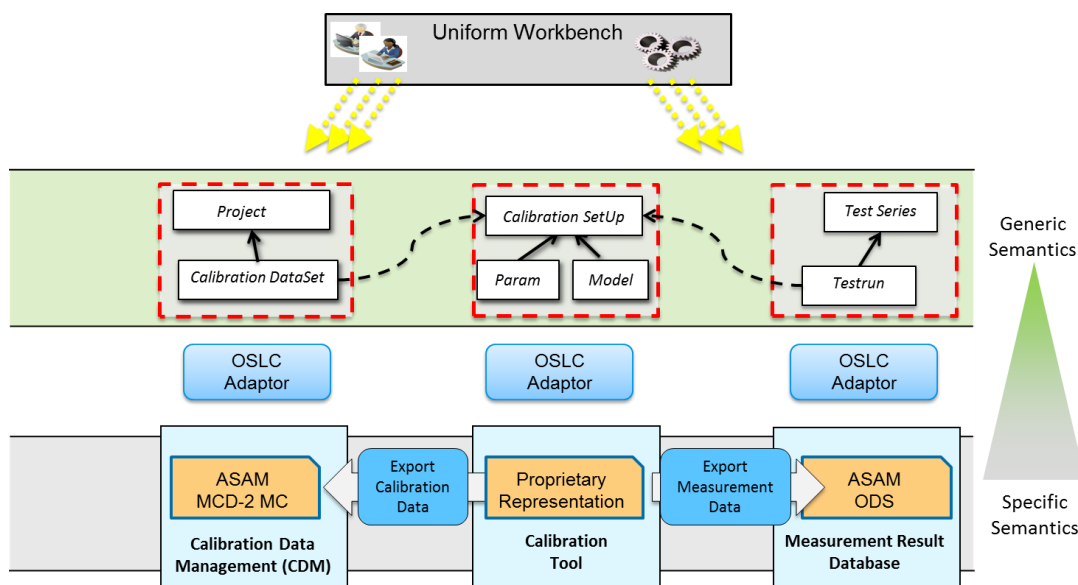 Uniform Workbench
Project
Calibration DataSet
Calibration SetUp
Param
Model
Test Series
Testrun
Generic
Semantics
OSLC
Adaptor
OSLC
Adaptor
OSLC
Adaptor
ASAM
MCD-2 MC
Export
Calibration
Data
Proprietary
Representation
Export
Measurement
Data
ASAM
ODS
Calibration Data
Management (CDM)
Calibration
Tool
Measurement Result
Database
Specific
Semantics